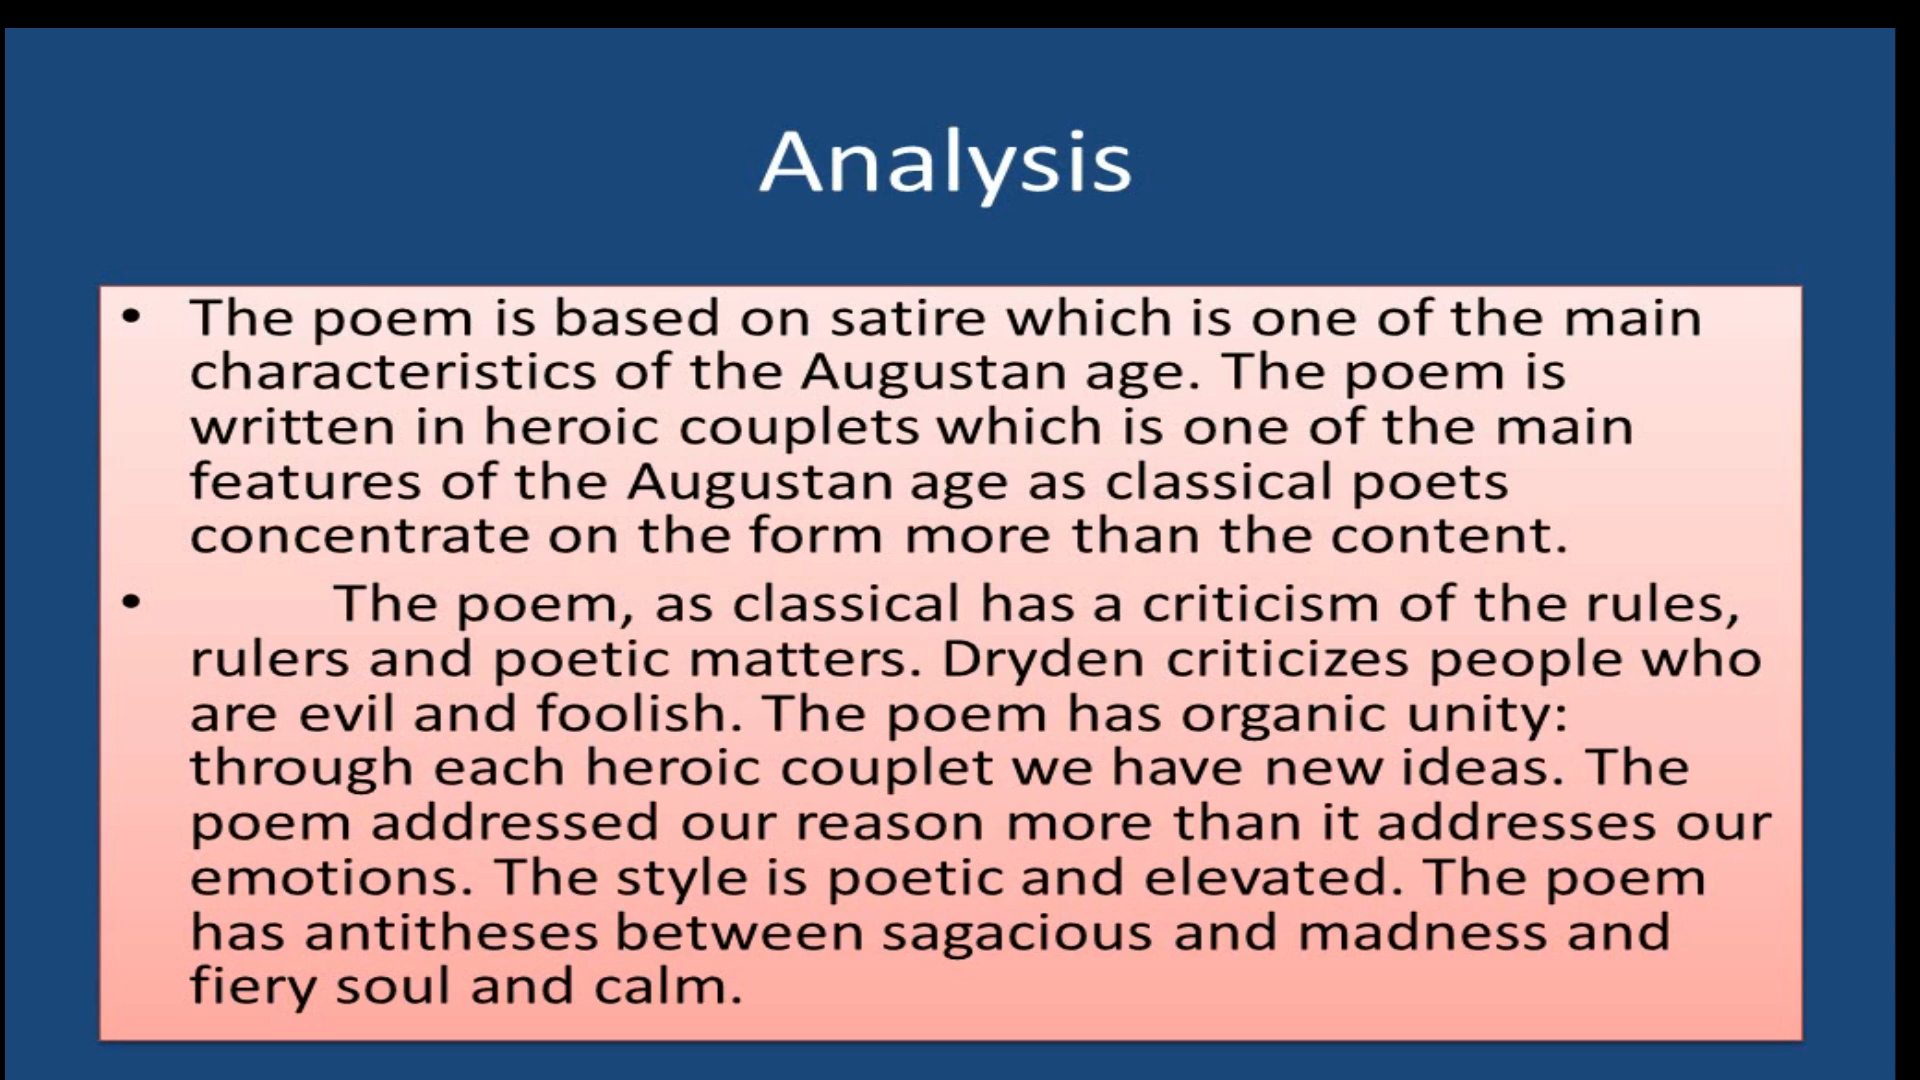 Analysis
• The poem is based on satire which is one of the main
characteristics of the Augustan age. The poem is
written in heroic couplets which is one of the main
features of the Augustan age as classical poets
concentrate on the form more than the content.
• The poem, as classical has a criticism of the rules,
rulers and poetic matters. Dryden criticizes people who
are evil and foolish. The poem has organic unity:
through each heroic couplet we have new ideas. The
poem addressed our reason more than it addresses our
emotions. The style is poetic and elevated. The poem
has antitheses between sagacious and madness and
fiery soul and calm.